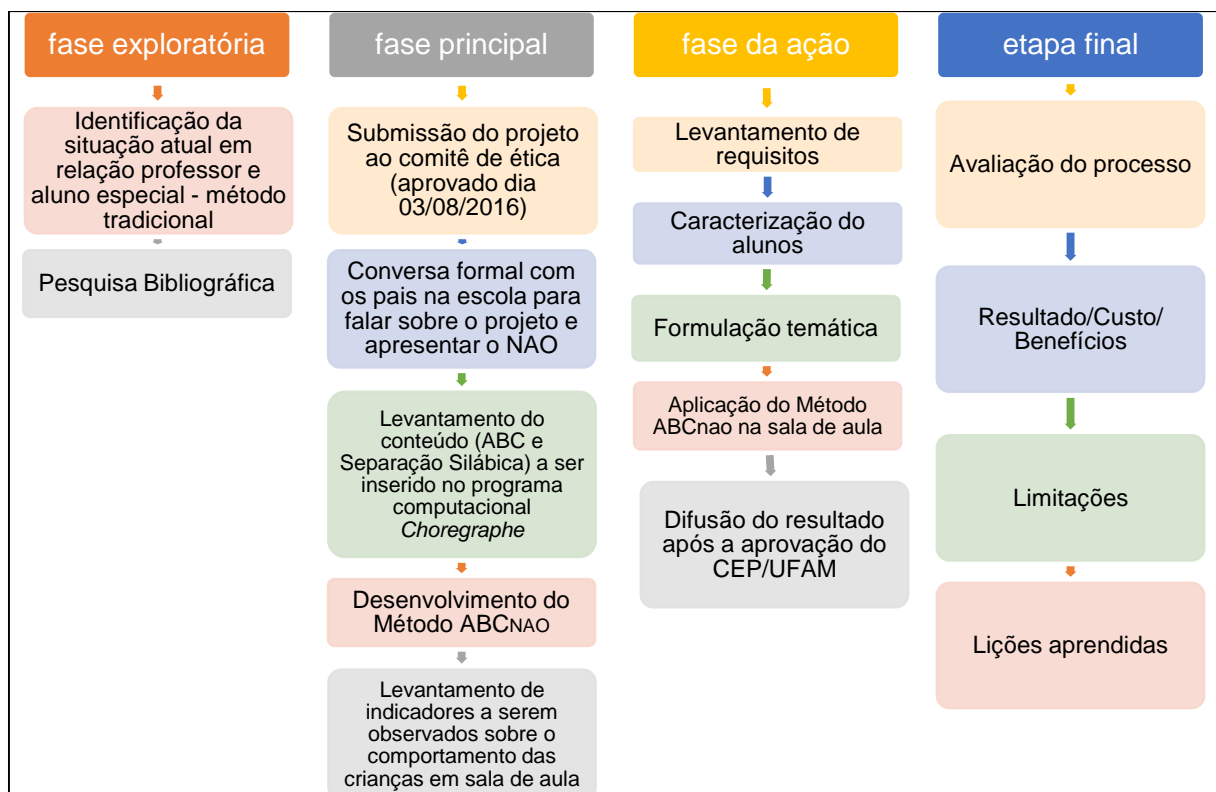 fase exploratória
Identificação da
situação atual em
relação professor e
aluno especial - método
tradicional
Pesquisa Bibliográfica
fase principal
Submissão do projeto
ao comitê de ética
(aprovado dia
03/08/2016)
Conversa formal com
os pais na escola para
falar sobre o projeto e
apresentar o NAO
Levantamento do
conteúdo (ABC e
Separação Silábica) a ser
inserido no programa
computacional
Choregraphe
Desenvolvimento do
Método ABCNAO
Levantamento de
indicadores a serem
observados sobre o
comportamento das
crianças em sala de aula
fase da ação
Levantamento de
requisitos
Caracterização do
alunos
Formulação temática
Aplicação do Método
ABCnao na sala de aula
Difusão do resultado
após a aprovação do
CEP/UFAM
etapa final
Avaliação do processo
Resultado/Custo/
Benefícios
Limitações
Lições aprendidas